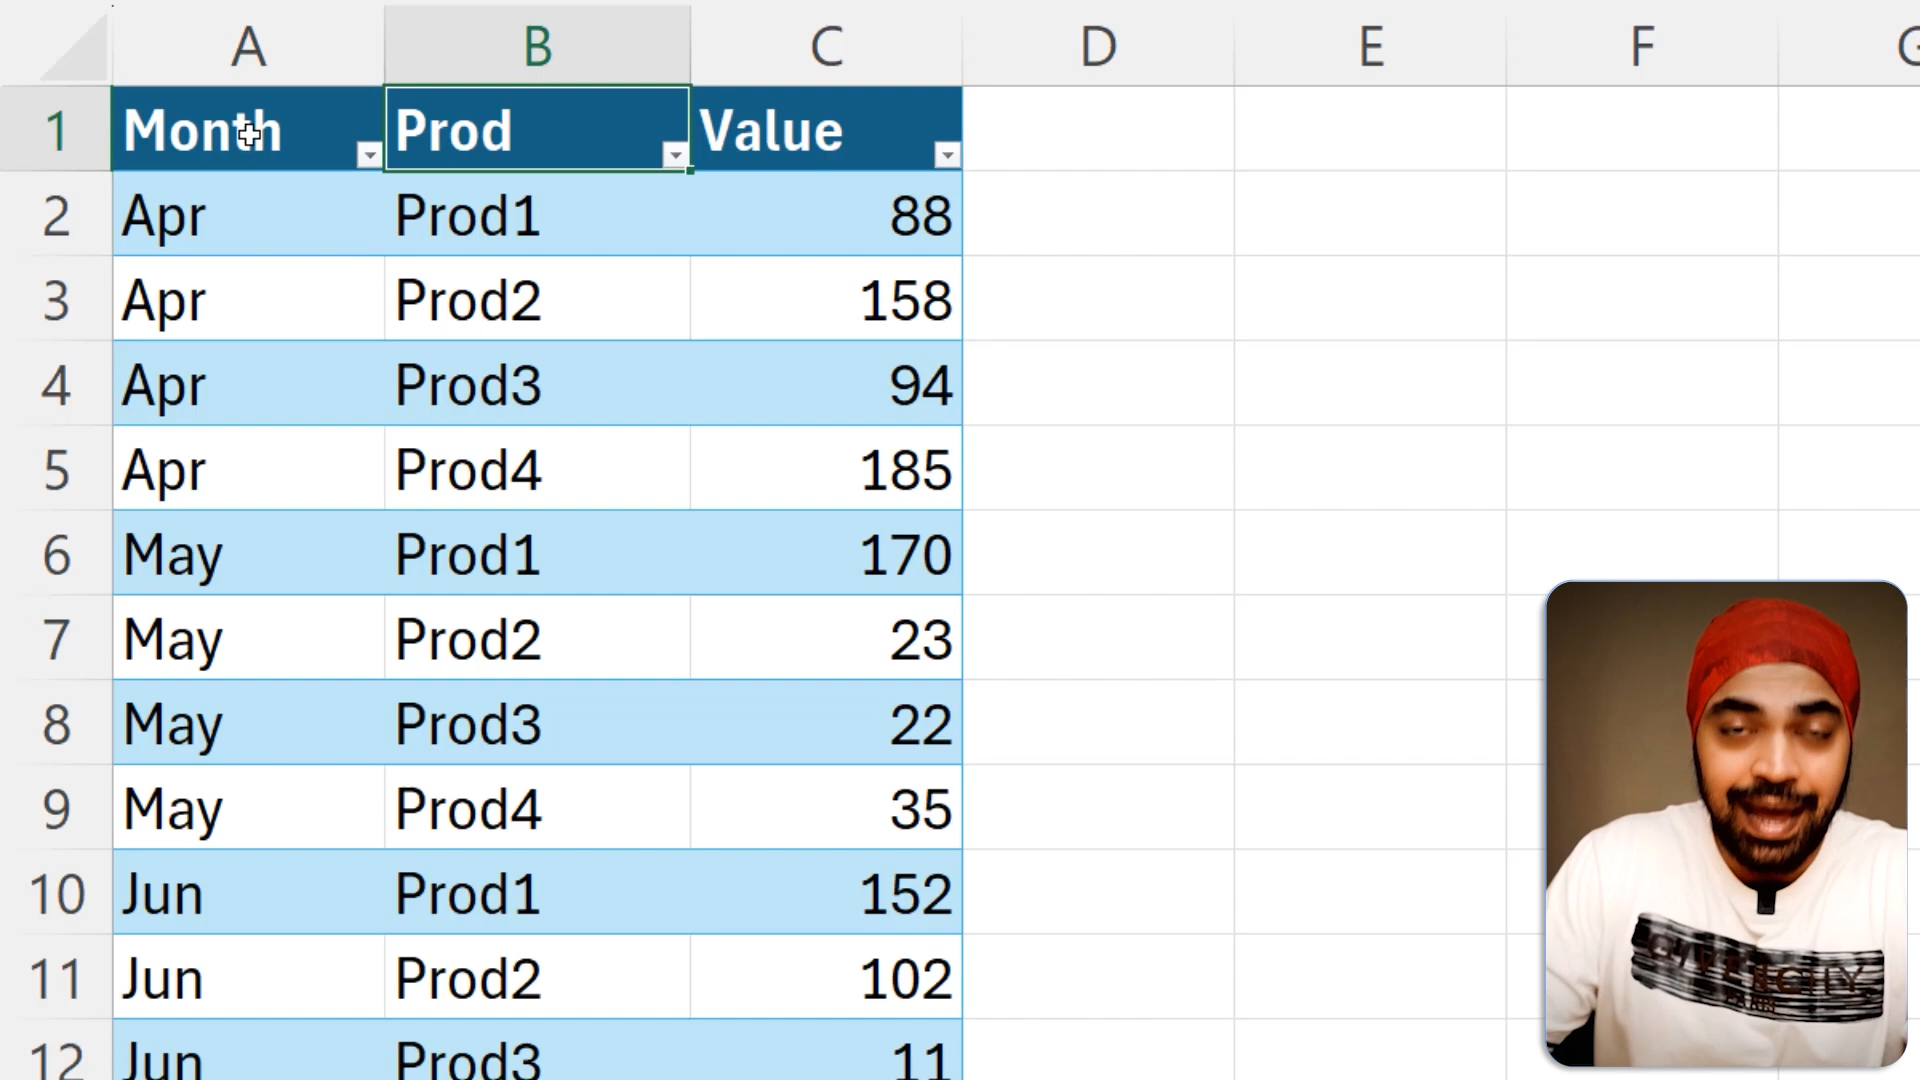 A B C D E F G
1 Month Prod Value
2 Apr Prod1 88
3 Apr Prod2 158
4 Apr Prod3 94
5 Apr Prod4 185
6 May Prod1 170
7 May Prod2 23
8 May Prod3 22
9 May Prod4 35
10 Jun Prod1 152
11 Jun Prod2 102
12 Jun Prod3 11
GIVENCHY
PARIS